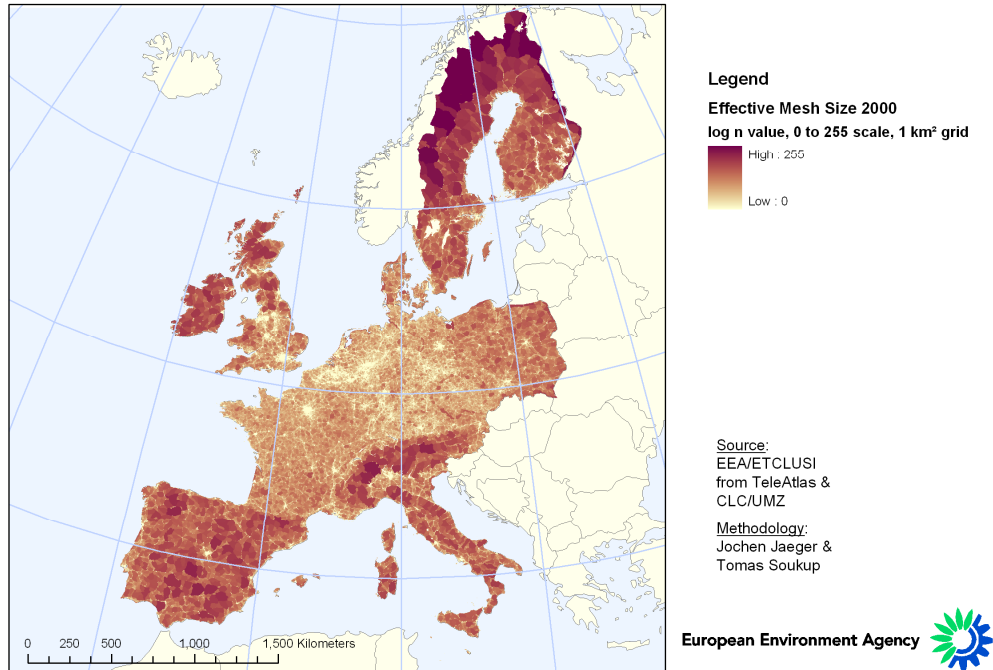 Legend
Effective Mesh Size 2000
log n value, 0 to 255 scale, 1 km² grid
High : 255
Low : 0
Source:
EEA/ETCLUSI
from TeleAtlas &
CLC/UMZ
Methodology:
Jochen Jaeger &
Tomas Soukup
0 250 500 1,000 1,500 Kilometers
European Environment Agency